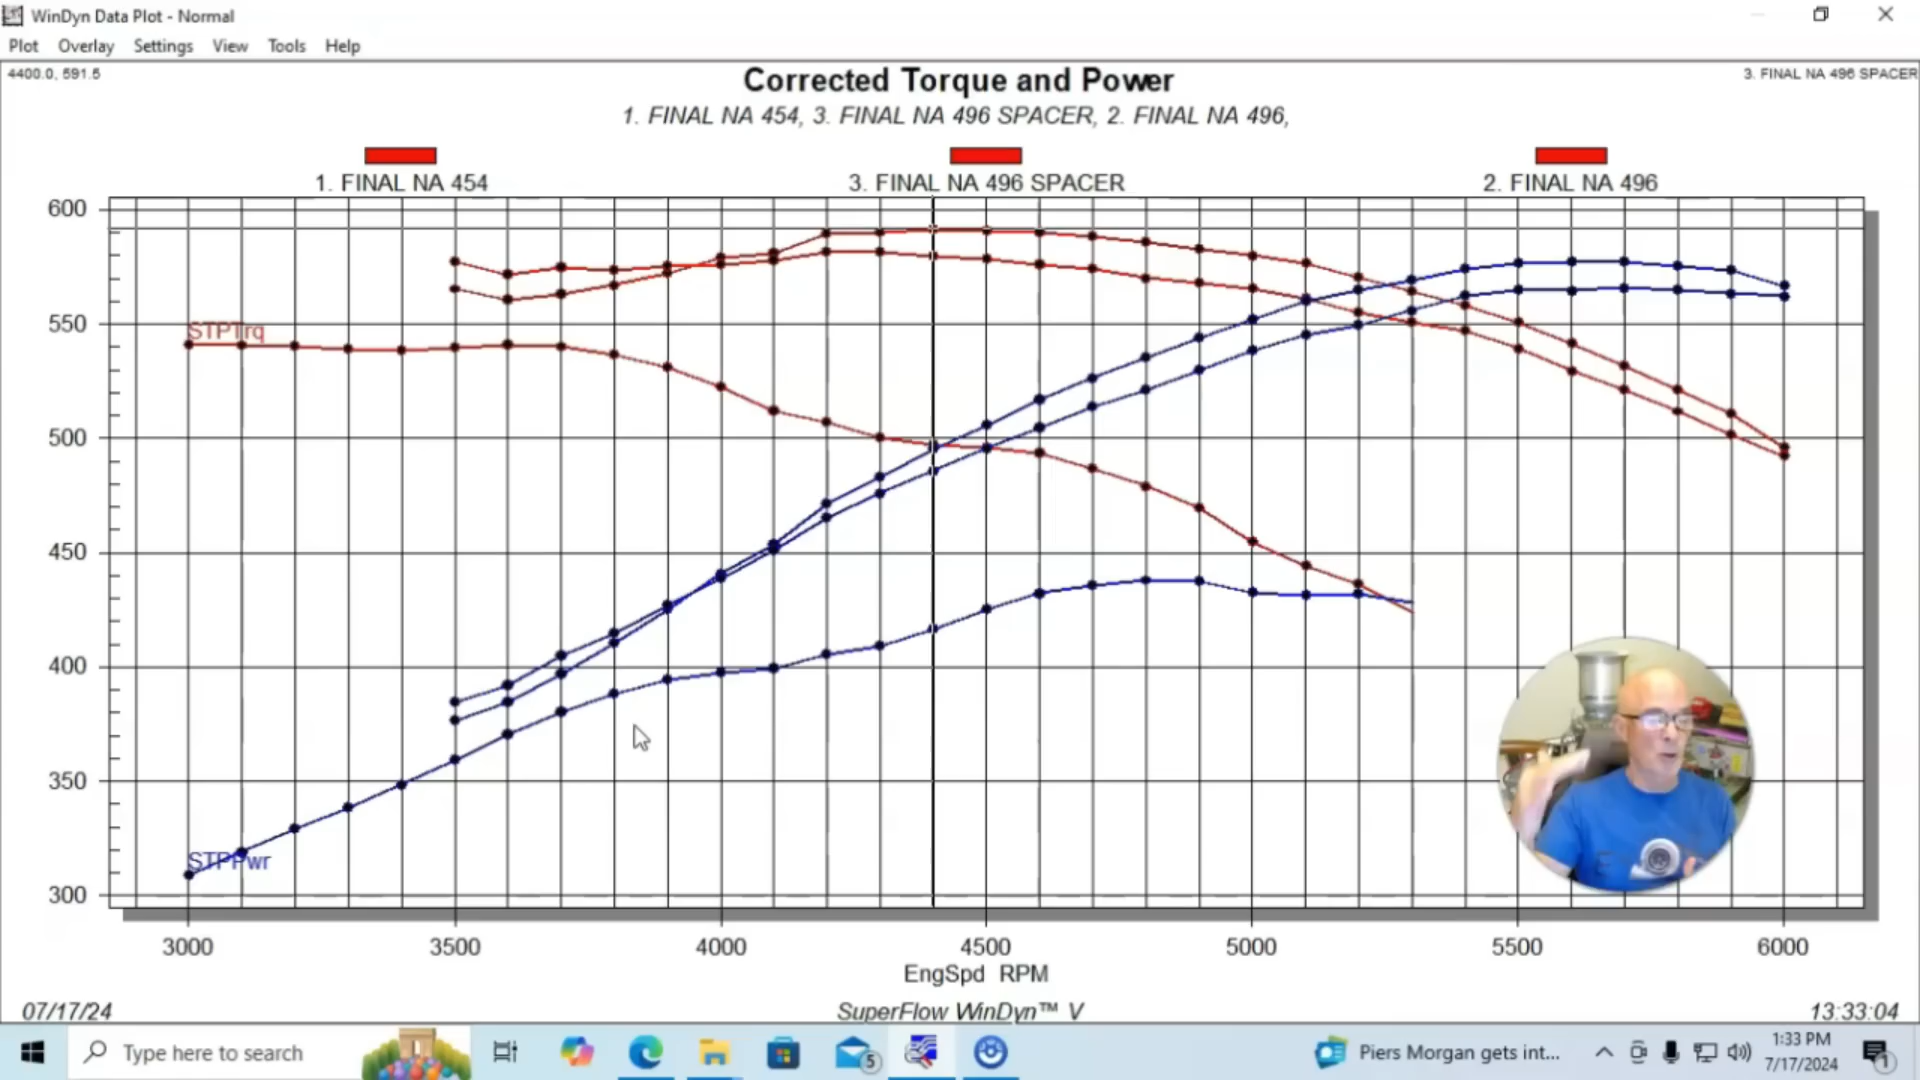 WinDyn Data Plot - Normal
Plot Overlay Settings View Tools Help
4400.0, 591.5
3. FINAL NA 496 SPACER
Corrected Torque and Power
1. FINAL NA 454, 3. FINAL NA 496 SPACER, 2. FINAL NA 496,
1. FINAL NA 454
3. FINAL NA 496 SPACER
2. FINAL NA 496
600
STPTrq
550
500
450
400
350
STPPwr
300
3000 3500 4000 4500 5000 5500 6000
EngSpd RPM
07/17/24
SuperFlow WinDyn™ V
13:33:04
Type here to search
5
Piers Morgan gets int...
1:33 PM
7/17/2024
1